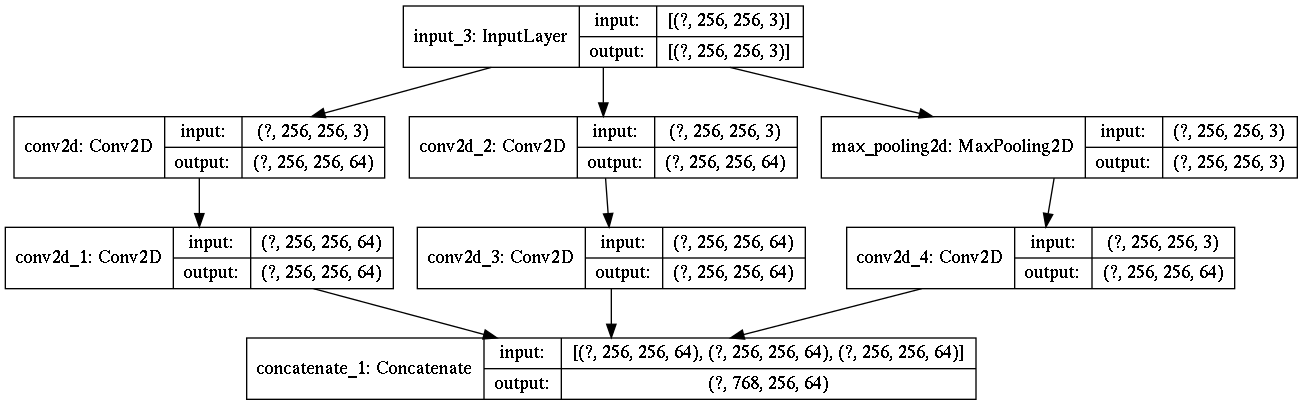 input_3: InputLayer
input: [(?, 256, 256, 3)]
output: [(?, 256, 256, 3)]
conv2d: Conv2D
input: (?, 256, 256, 3)
output: (?, 256, 256, 64)
conv2d_2: Conv2D
input: (?, 256, 256, 3)
output: (?, 256, 256, 64)
max_pooling2d: MaxPooling2D
input: (?, 256, 256, 3)
output: (?, 256, 256, 3)
conv2d_1: Conv2D
input: (?, 256, 256, 64)
output: (?, 256, 256, 64)
conv2d_3: Conv2D
input: (?, 256, 256, 64)
output: (?, 256, 256, 64)
conv2d_4: Conv2D
input: (?, 256, 256, 3)
output: (?, 256, 256, 64)
concatenate_1: Concatenate
input: [(?, 256, 256, 64), (?, 256, 256, 64), (?, 256, 256, 64)]
output: (?, 768, 256, 64)